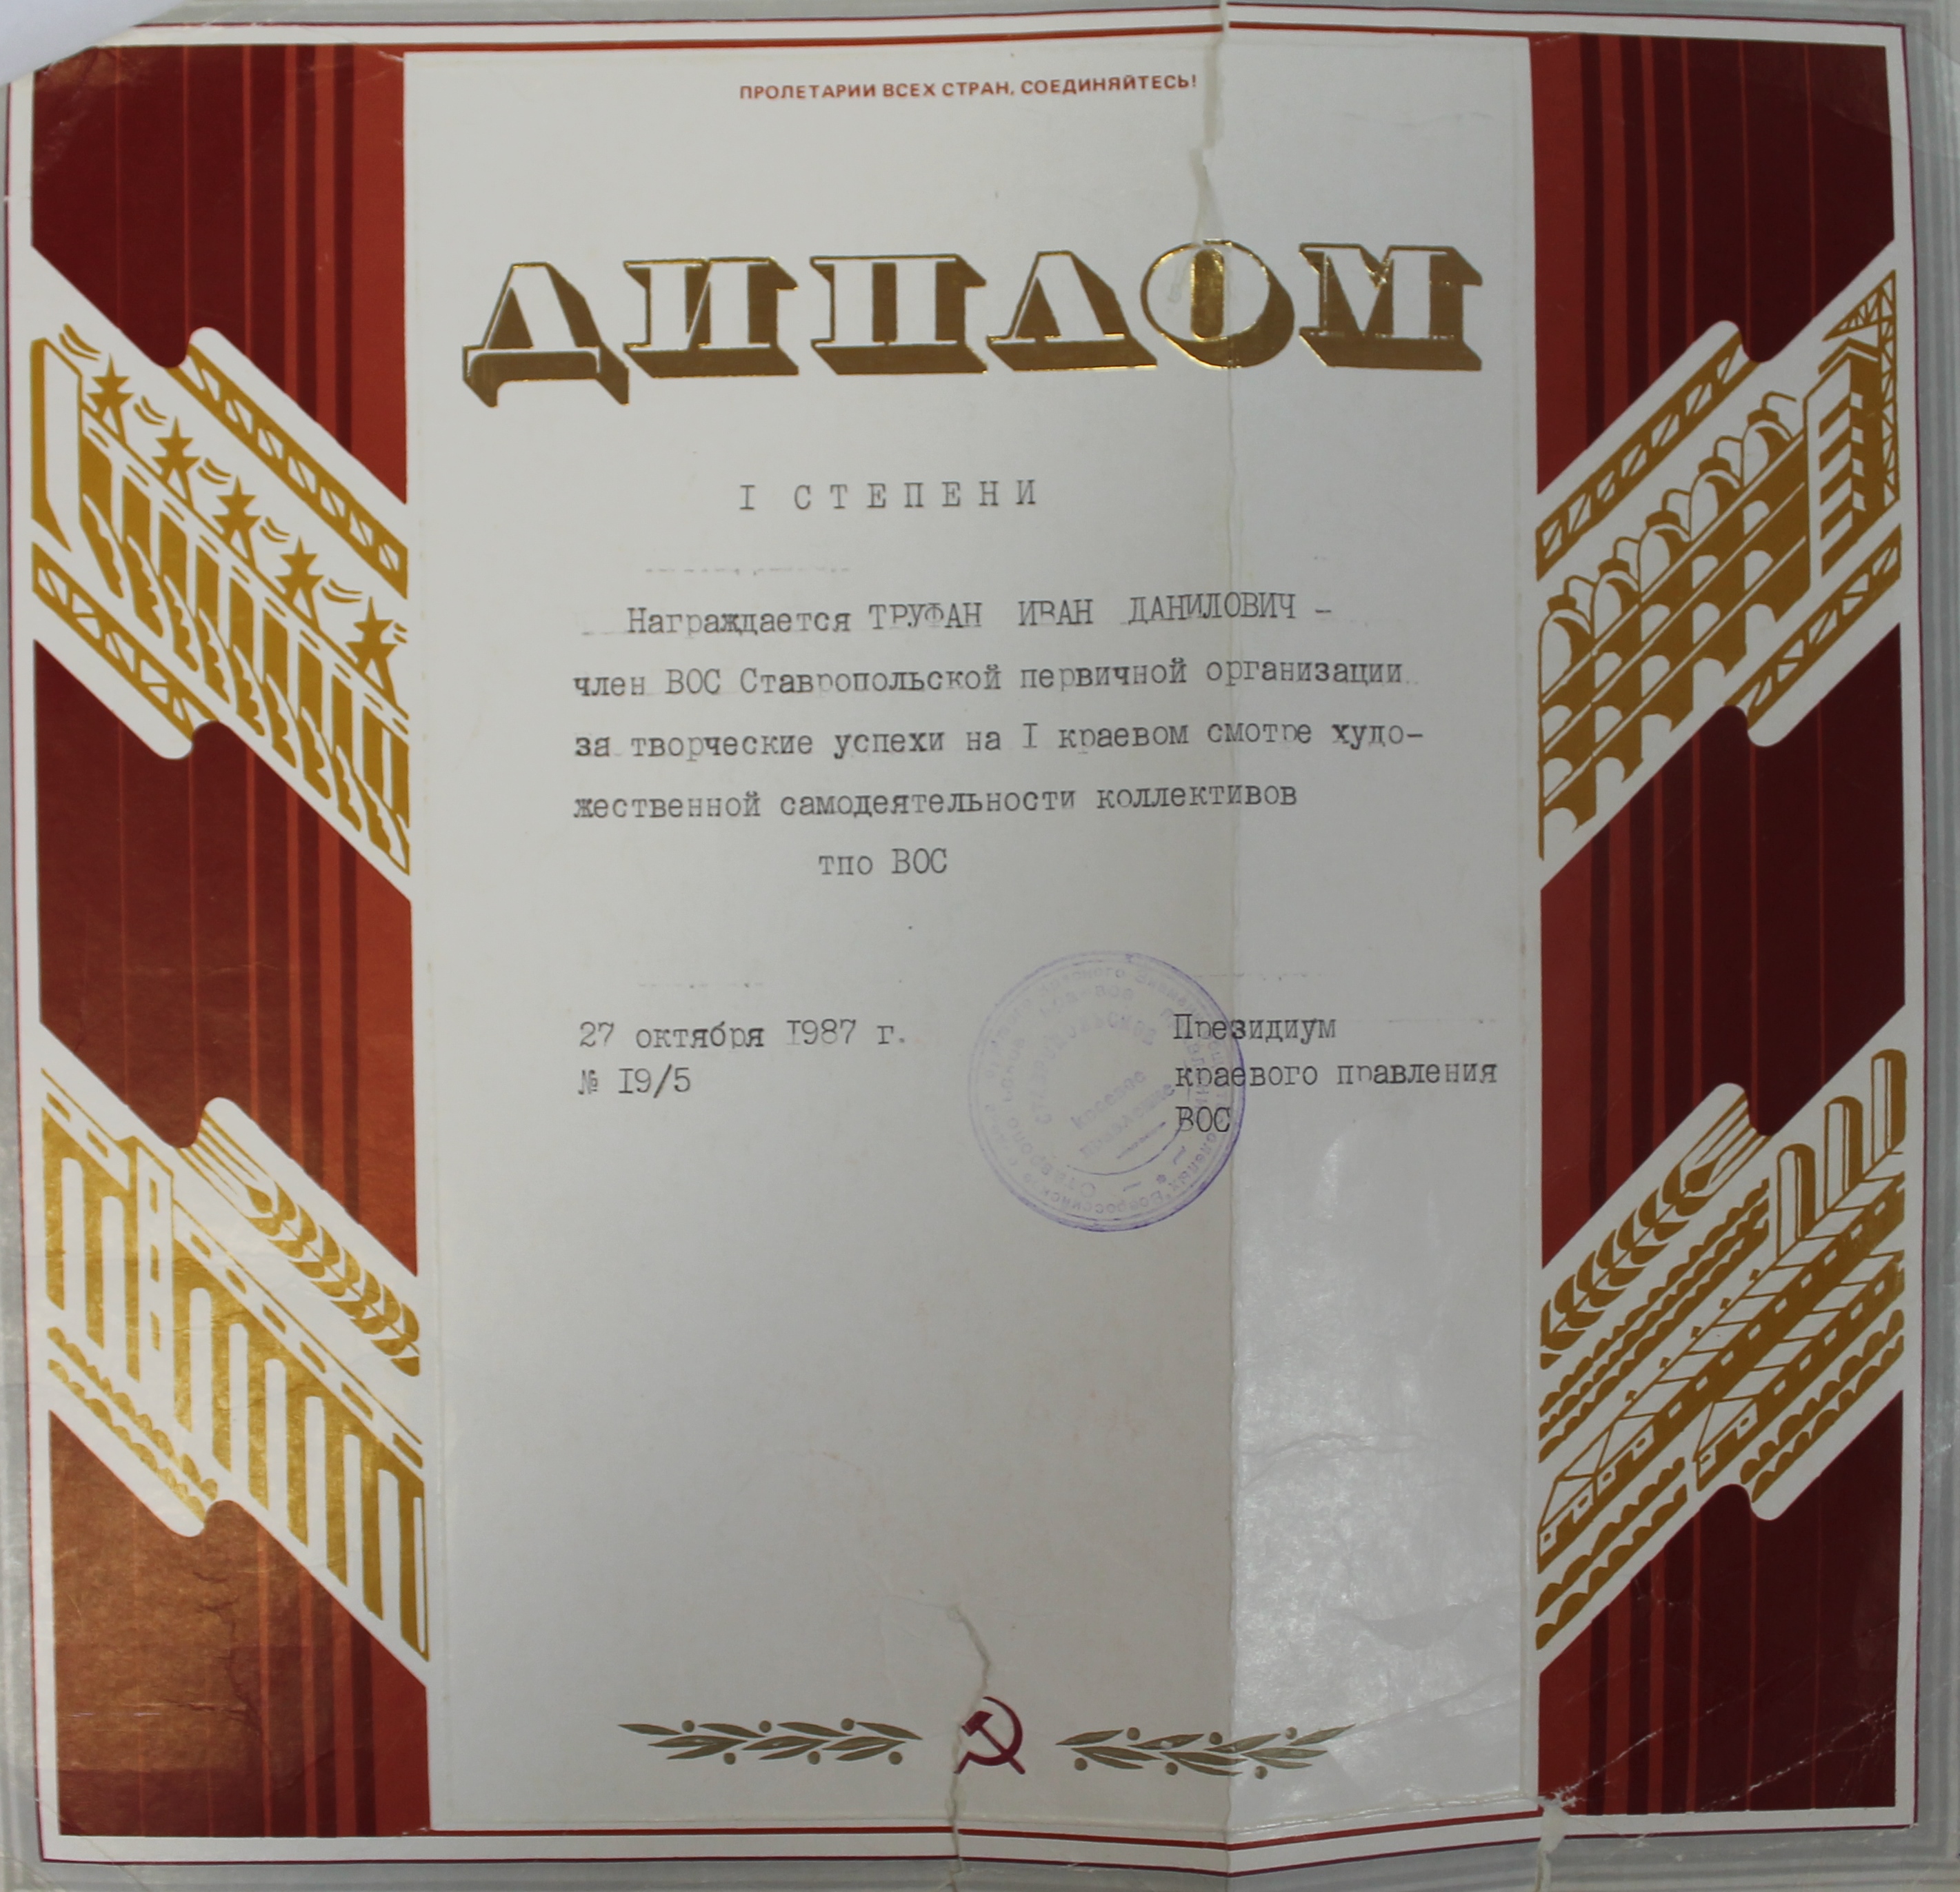 ПРОЛЕТАРИИ ВСЕХ СТРАН, СОЕДИНЯЙТЕСЬ!
ДИПЛОМ
I СТЕПЕНИ
Награждается ТРУФАН ИВАН ДАНИЛОВИЧ –
член ВОС Ставропольской первичной организации
за творческие успехи на I краевом смотре худо-
жественной самодеятельности коллективов
тпо ВОС
27 октября 1987 г.
№ 19/5
Президиум
краевого правления
ВОС